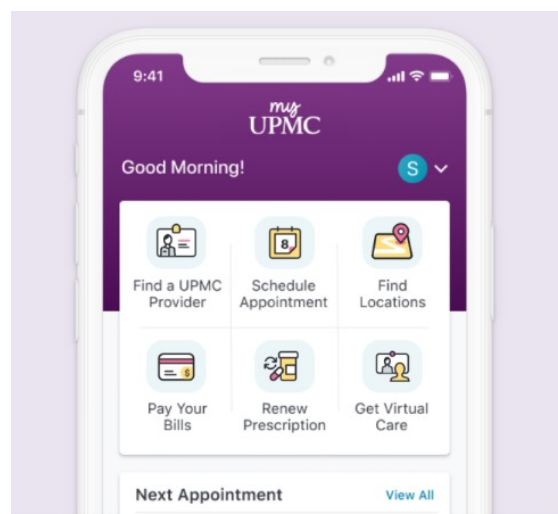 9:41
my
UPMC
Good Morning!
S
8
Find a UPMC
Provider
Schedule
Appointment
Find
Locations
$
Pay Your
Bills
Renew
Prescription
Get Virtual
Care
Next Appointment
View All